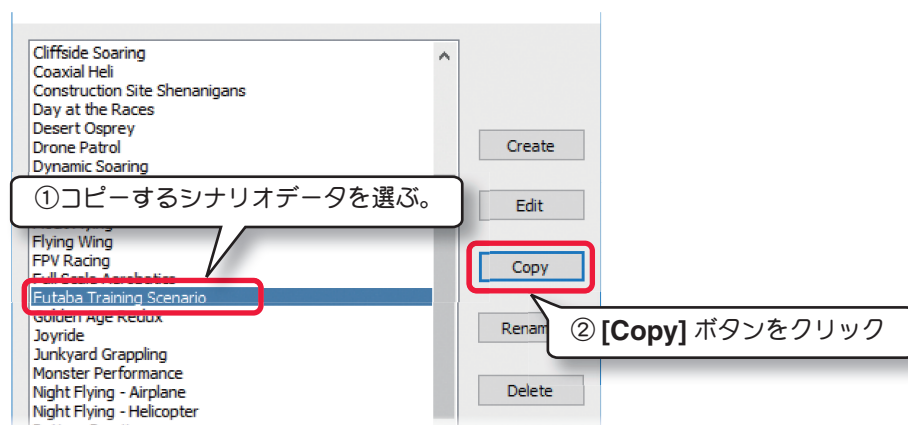 Cliffside Soaring
Coaxial Heli
Construction Site Shenanigans
Day at the Races
Desert Osprey
Drone Patrol
Dynamic Soaring
①コピーするシナリオデータを選ぶ。
Flying Wing
FPV Racing
Full Scale Aerobatics
Futaba Training Scenario
Golden Age Redux
Joyride
Junkyard Grappling
Monster Performance
Night Flying - Airplane
Night Flying - Helicopter
Create
Edit
Copy
② [Copy] ボタンをクリック
Renam
Delete